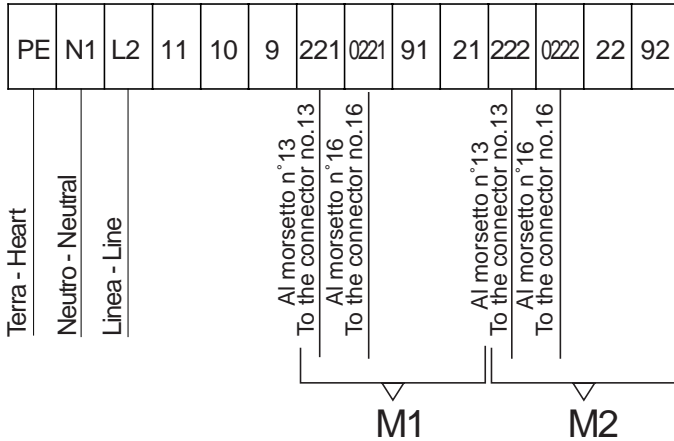 PE N1 L2 11 10 9 221 0221 91 21 222 0222 22 92
Terra - Heart
Neutro - Neutral
Linea - Line
Al morsetto n°13
To the connector no.13
Al morsetto n°16
To the connector no.16
Al morsetto n°13
To the connector no.13
Al morsetto n°16
To the connector no.16
M1 M2